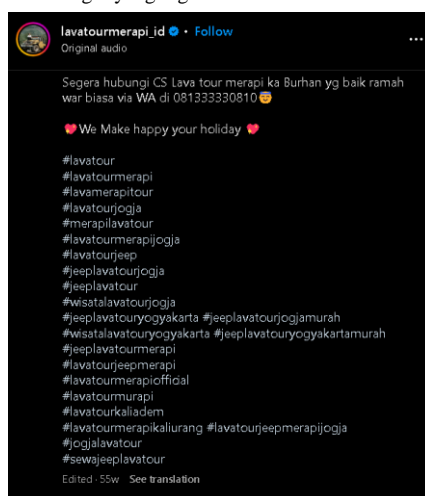 lavatourmerapi_id • Follow
Original audio
...
Segera hubungi CS Lava tour merapi ka Burhan yg baik ramah
war biasa via WA di 081333330810😇
💖We Make happy your holiday 💖
#lavatour
#lavatourmerapi
#lavamerapitour
#lavatourjogja
#merapilavatour
#lavatourmerapijogja
#lavatourjeep
#jeeplavatourjogja
#jeeplavatour
#wisatalavatourjogja
#jeeplavatouryogyakarta #jeeplavatourjogjamurah
#wisatalavatouryogyakarta #jeeplavatouryogyakartamurah
#jeeplavatourmerapi
#lavatourjeepmerapi
#lavatourmerapiofficial
#lavatourmurapi
#lavatourkaliadem
#lavatourmerapikaliurang #lavatourjeepmerapijogja
#jogjalavatour
#sewajeeplavatour
Edited · 55w See translation